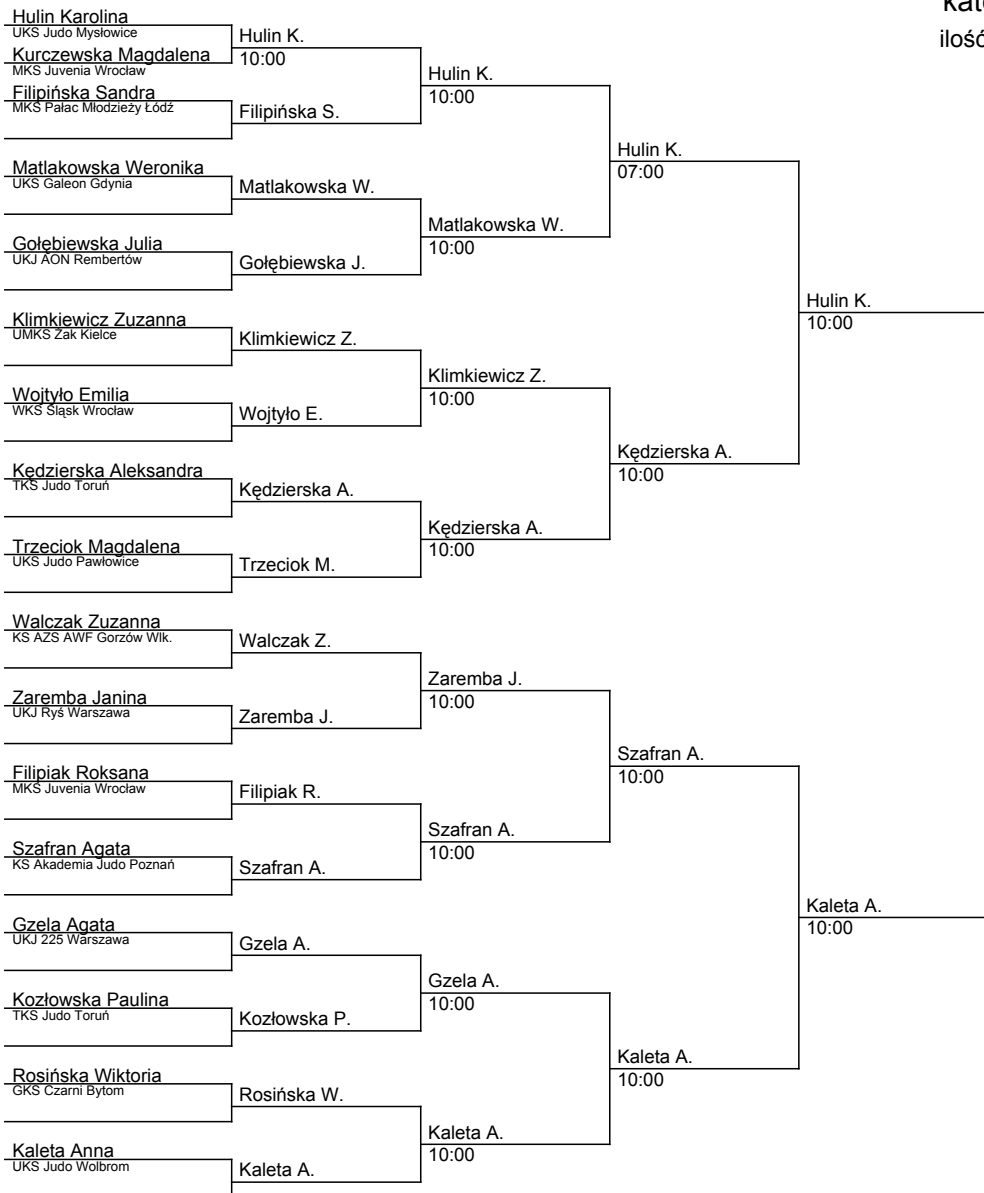 kate
ilość
Hulin Karolina
UKS Judo Mysłowice
Kurczewska Magdalena
MKS Juvenia Wrocław
Filipińska Sandra
MKS Pałac Młodzieży Łódź
Matlakowska Weronika
UKS Galeon Gdynia
Gołębiewska Julia
UKJ AON Rembertów
Klimkiewicz Zuzanna
UMKS Żak Kielce
Wojtyło Emilia
WKS Śląsk Wrocław
Kędzierska Aleksandra
TKS Judo Toruń
Trzeciok Magdalena
UKS Judo Pawłowice
Walczak Zuzanna
KS AZS AWF Gorzów Wlk.
Zaremba Janina
UKJ Ryś Warszawa
Filipiak Roksana
MKS Juvenia Wrocław
Szafran Agata
KS Akademia Judo Poznań
Gzela Agata
UKJ 225 Warszawa
Kozłowska Paulina
TKS Judo Toruń
Rosińska Wiktoria
GKS Czarni Bytom
Kaleta Anna
UKS Judo Wolbrom
Hulin K.
10:00
Filipińska S.
Matlakowska W.
Gołębiewska J.
Klimkiewicz Z.
Wojtyło E.
Kędzierska A.
Trzeciok M.
Walczak Z.
Zaremba J.
Filipiak R.
Szafran A.
Gzela A.
Kozłowska P.
Rosińska W.
Kaleta A.
Hulin K.
10:00
Matlakowska W.
10:00
Klimkiewicz Z.
10:00
Kędzierska A.
10:00
Zaremba J.
10:00
Szafran A.
10:00
Gzela A.
10:00
Kaleta A.
10:00
Hulin K.
07:00
Kędzierska A.
10:00
Szafran A.
10:00
Kaleta A.
10:00
Hulin K.
10:00
Kaleta A.
10:00